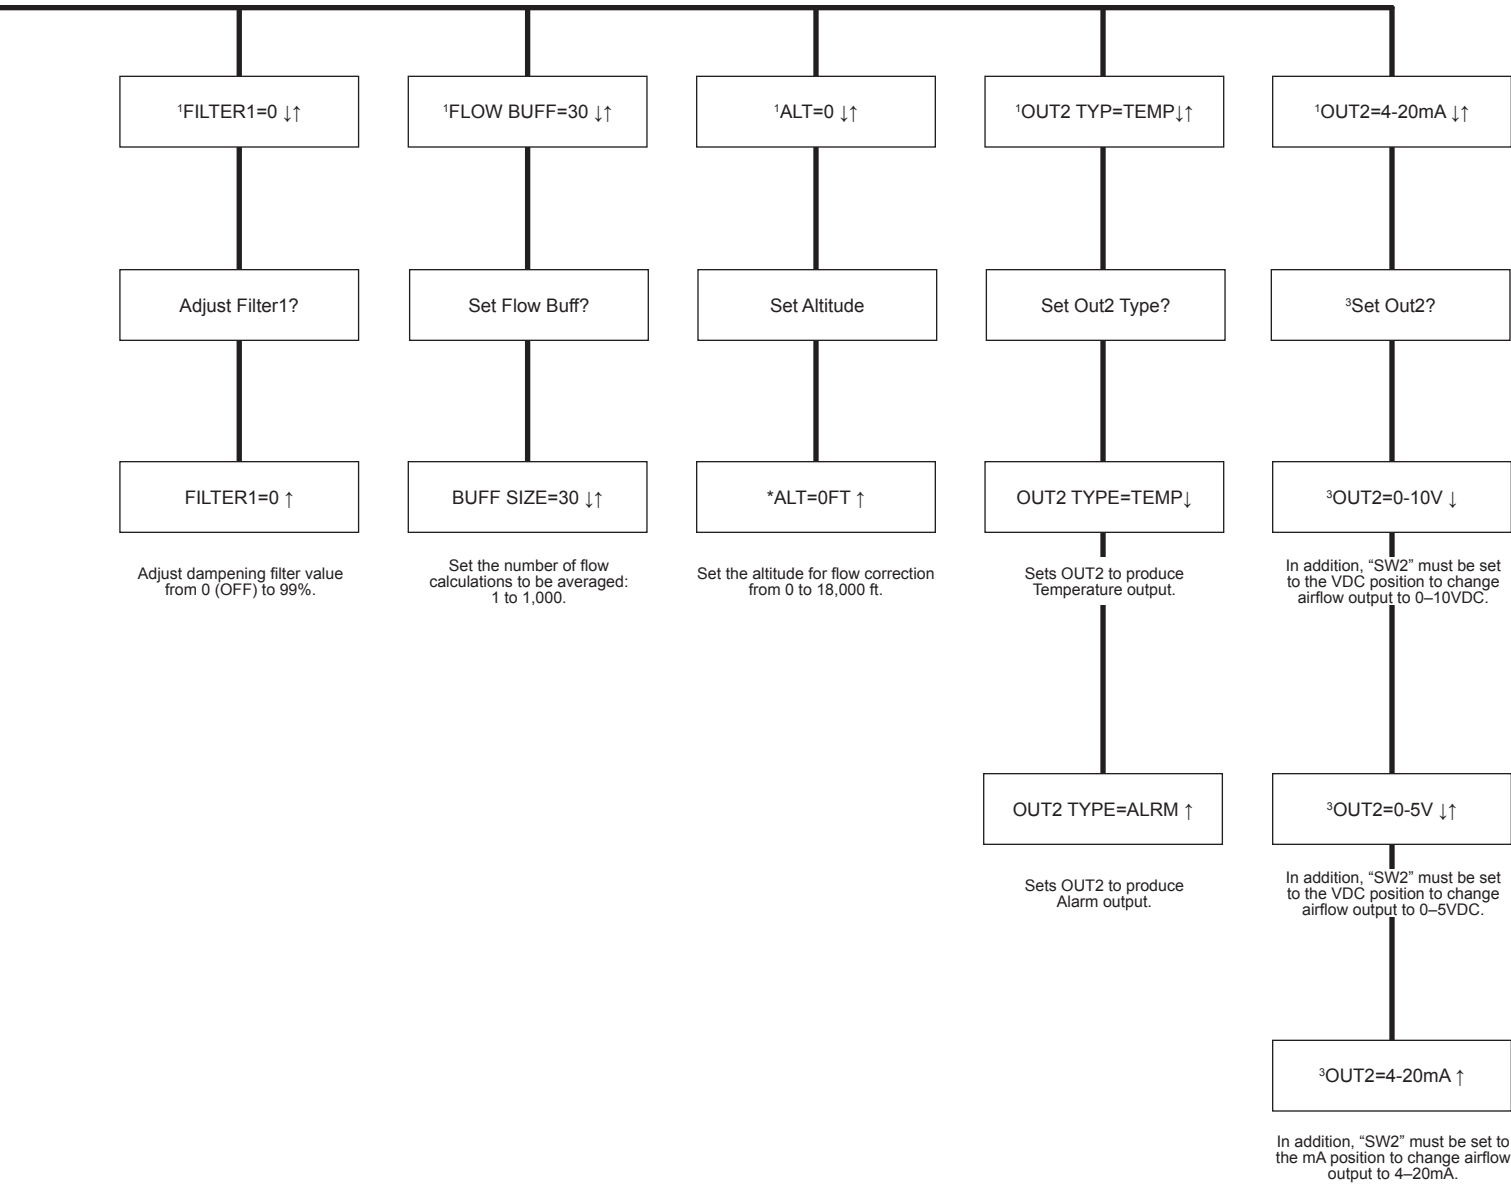 ¹FILTER1=0 ↓↑
¹FLOW BUFF=30 ↓↑
¹ALT=0 ↓↑
¹OUT2 TYP=TEMP↓↑
¹OUT2=4-20mA ↓↑
Adjust Filter1?
Set Flow Buff?
Set Altitude
Set Out2 Type?
³Set Out2?
FILTER1=0 ↑
BUFF SIZE=30 ↓↑
*ALT=0FT ↑
OUT2 TYPE=TEMP↓
³OUT2=0-10V ↓
Adjust dampening filter value
from 0 (OFF) to 99%.
Set the number of flow
calculations to be averaged:
1 to 1,000.
Set the altitude for flow correction
from 0 to 18,000 ft.
Sets OUT2 to produce
Temperature output.
In addition, “SW2” must be set
to the VDC position to change
airflow output to 0–10VDC.
OUT2 TYPE=ALRM ↑
³OUT2=0-5V ↓↑
Sets OUT2 to produce
Alarm output.
In addition, “SW2” must be set
to the VDC position to change
airflow output to 0–5VDC.
³OUT2=4-20mA ↑
In addition, “SW2” must be set to
the mA position to change airflow
output to 4–20mA.